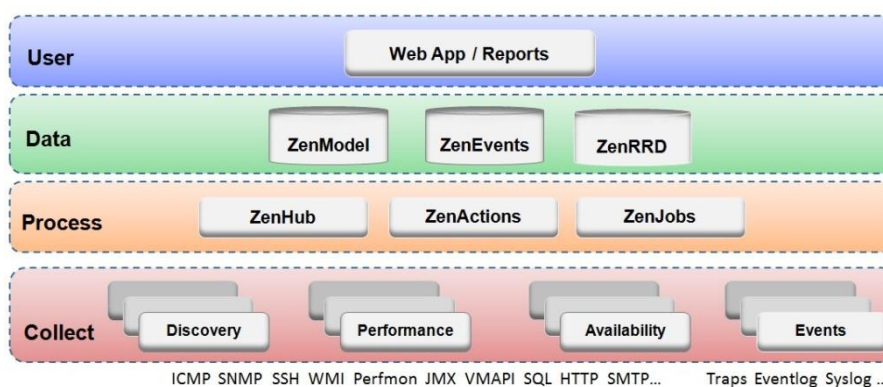 User
Web App / Reports
Data
ZenModel
ZenEvents
ZenRRD
Process
ZenHub
ZenActions
ZenJobs
Collect
Discovery
Performance
Availability
Events
ICMP SNMP SSH WMI Perfmon JMX VMAPI SQL HTTP SMTP... Traps Eventlog Syslog ..